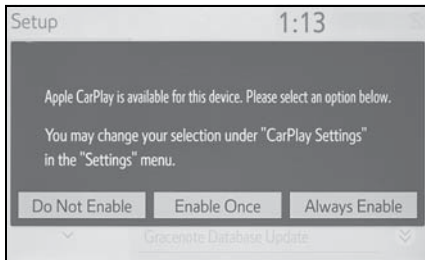 Setup 1:13
Apple CarPlay is available for this device. Please select an option below.
You may change your selection under "CarPlay Settings"
in the "Settings" menu.
Do Not Enable Enable Once Always Enable
Gracenote Database Update